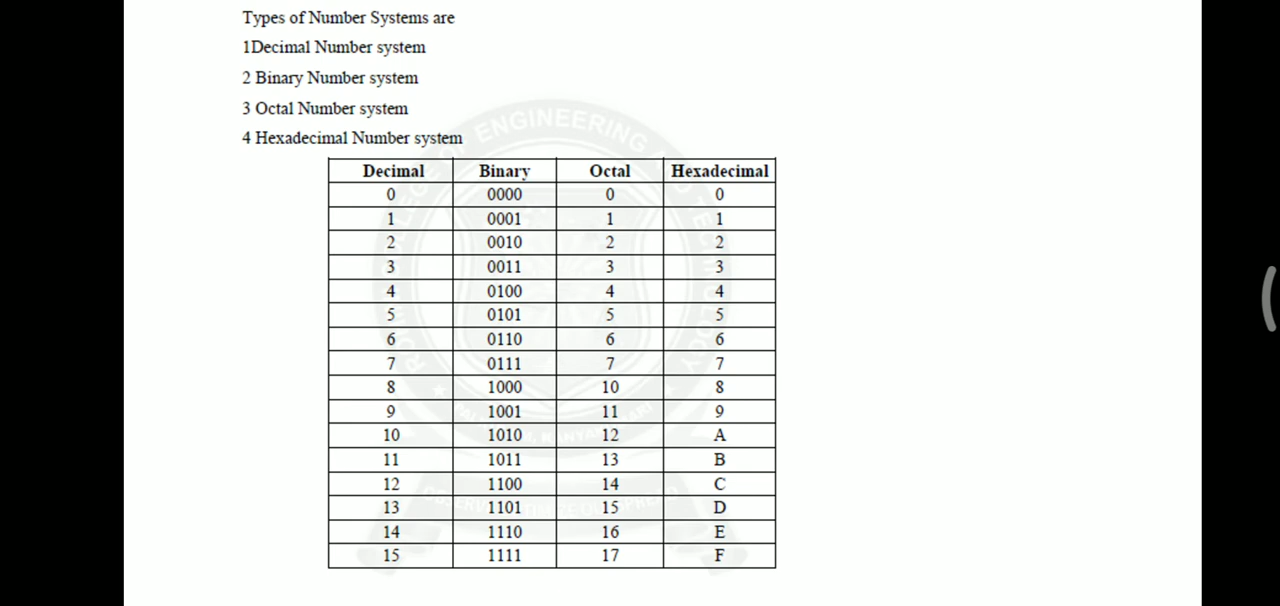 Types of Number Systems are
1Decimal Number system
2 Binary Number system
3 Octal Number system
4 Hexadecimal Number system
Decimal Binary Octal Hexadecimal
0 0000 0 0
1 0001 1 1
2 0010 2 2
3 0011 3 3
4 0100 4 4
5 0101 5 5
6 0110 6 6
7 0111 7 7
8 1000 10 8
9 1001 11 9
10 1010 12 A
11 1011 13 B
12 1100 14 C
13 1101 15 D
14 1110 16 E
15 1111 17 F
ENGINEERING